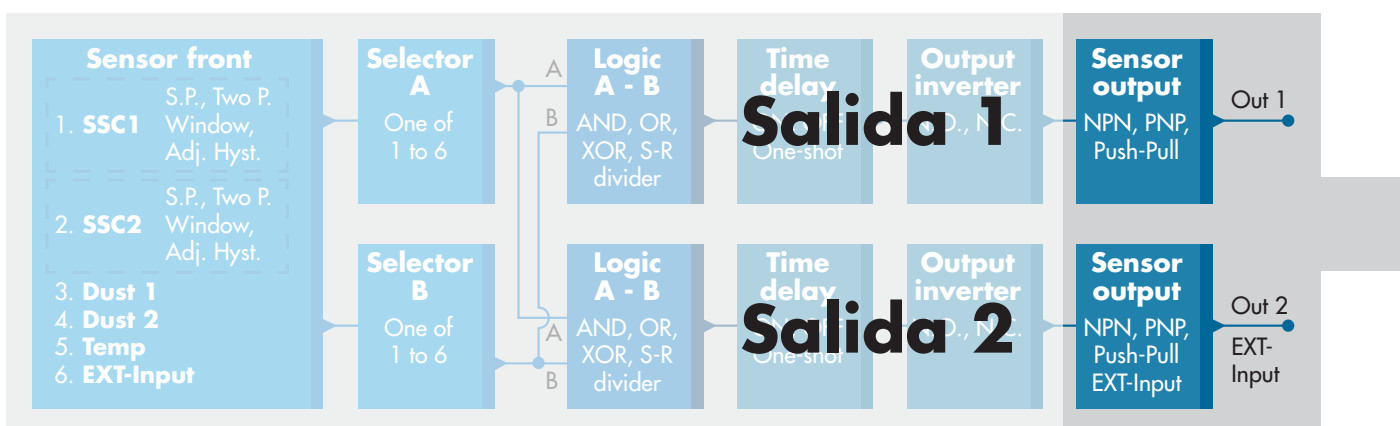 Sensor front
1. SSC1
S.P., Two P.
Window,
Adj. Hyst.
2. SSC2
S.P., Two P.
Window,
Adj. Hyst.
3. Dust 1
4. Dust 2
5. Temp
6. EXT-Input
Selector
A
One of
1 to 6
Selector
B
One of
1 to 6
A
B
Logic
A - B
AND, OR,
XOR, S-R
divider
Time
delay
One-shot
Output
inverter
Salida 1
Sensor
output
NPN, PNP,
Push-Pull
Out 1
A
B
Logic
A - B
AND, OR,
XOR, S-R
divider
Time
delay
One-shot
Output
inverter
Salida 2
Sensor
output
NPN, PNP,
Push-Pull
EXT-Input
Out 2
EXT-
Input